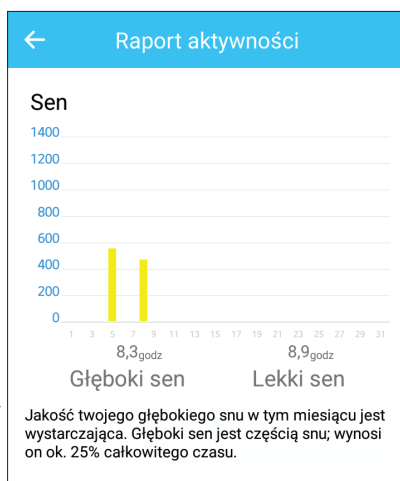 Raport aktywności
Sen
1400
1200
1000
800
600
400
200
0
1 3 5 7 9 11 13 15 17 19 21 23 25 27 29 31
8,3godz 8,9godz
Głęboki sen Lekki sen
Jakość twojego głębokiego snu w tym miesiącu jest
wystarczająca. Głęboki sen jest częścią snu; wynosi
on ok. 25% całkowitego czasu.